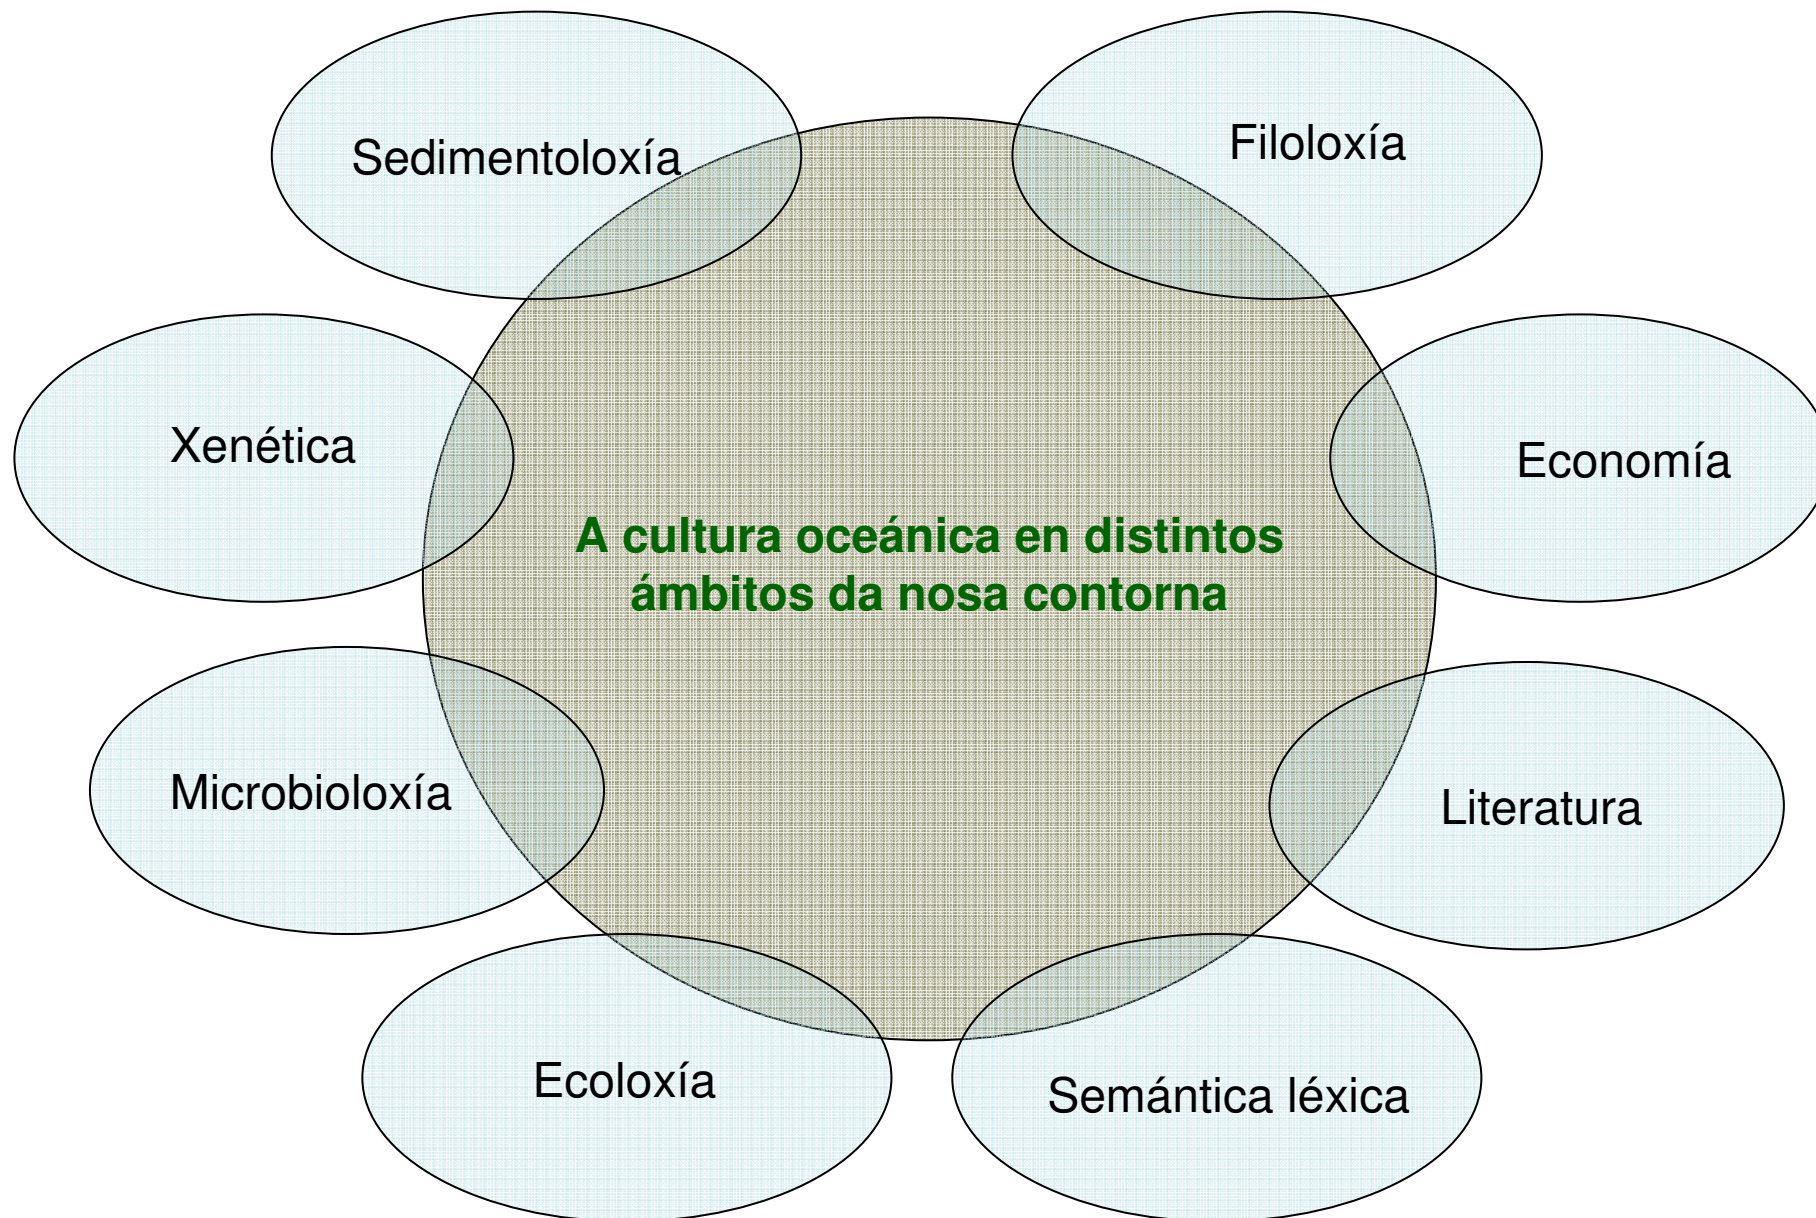 Sedimentoloxía
Filoloxía
Xenética
Economía
A cultura oceánica en distintos
ámbitos da nosa contorna
Microbioloxía
Literatura
Ecoloxía
Semántica léxica